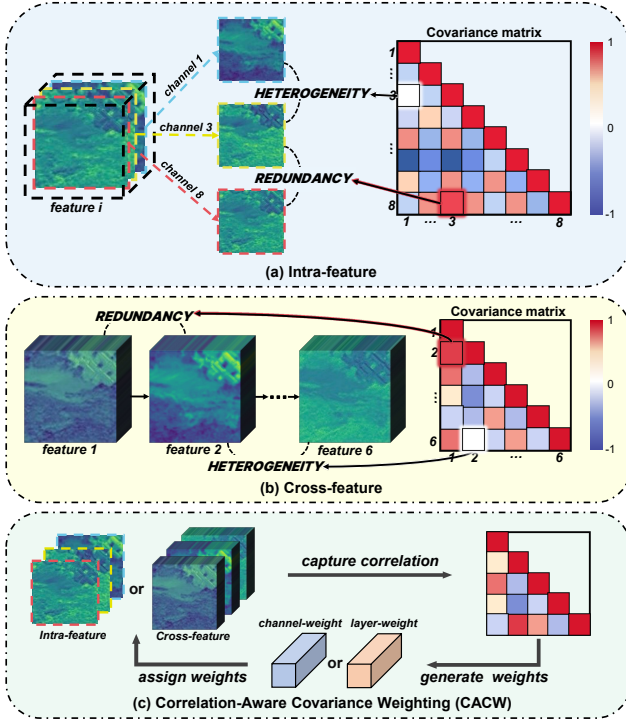 Covariance matrix
1
...
3
...
8
1 ... 3 ... 8
1
0
-1
channel 1
HETEROGENEITY
channel 3
REDUNDANCY
channel 8
feature i
(a) Intra-feature
REDUNDANCY
Covariance matrix
1
2
...
6
1 2 ... 6
1
0
-1
feature 1
feature 2
feature 6
HETEROGENEITY
(b) Cross-feature
or
capture correlation
Intra-feature
Cross-feature
channel-weight
layer-weight
or
assign weights
generate weights
(c) Correlation-Aware Covariance Weighting (CACW)